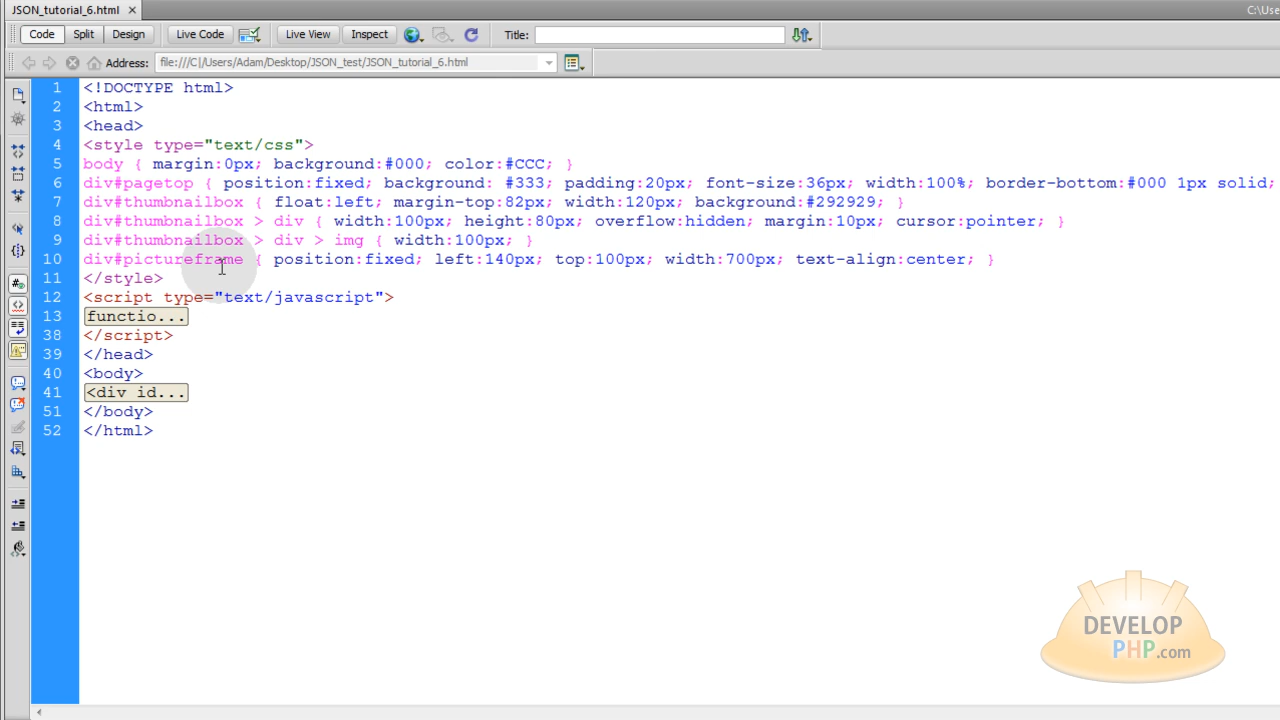 JSON_tutorial_6.html ×
C:\Use
Code Split Design Live Code Live View Inspect Title:
Address: file:///C|/Users/Adam/Desktop/JSON_test/JSON_tutorial_6.html
1 <!DOCTYPE html>
2 <html>
3 <head>
4 <style type="text/css">
5 body { margin:0px; background:#000; color:#CCC; }
6 div#pagetop { position:fixed; background: #333; padding:20px; font-size:36px; width:100%; border-bottom:#000 1px solid;
7 div#thumbnailbox { float:left; margin-top:82px; width:120px; background:#292929; }
8 div#thumbnailbox > div { width:100px; height:80px; overflow:hidden; margin:10px; cursor:pointer; }
9 div#thumbnailbox > div > img { width:100px; }
10 div#pictureframe { position:fixed; left:140px; top:100px; width:700px; text-align:center; }
11 </style>
12 <script type="text/javascript">
13 functio...
38 </script>
39 </head>
40 <body>
41 <div id...
51 </body>
52 </html>
DEVELOP
PHP.com